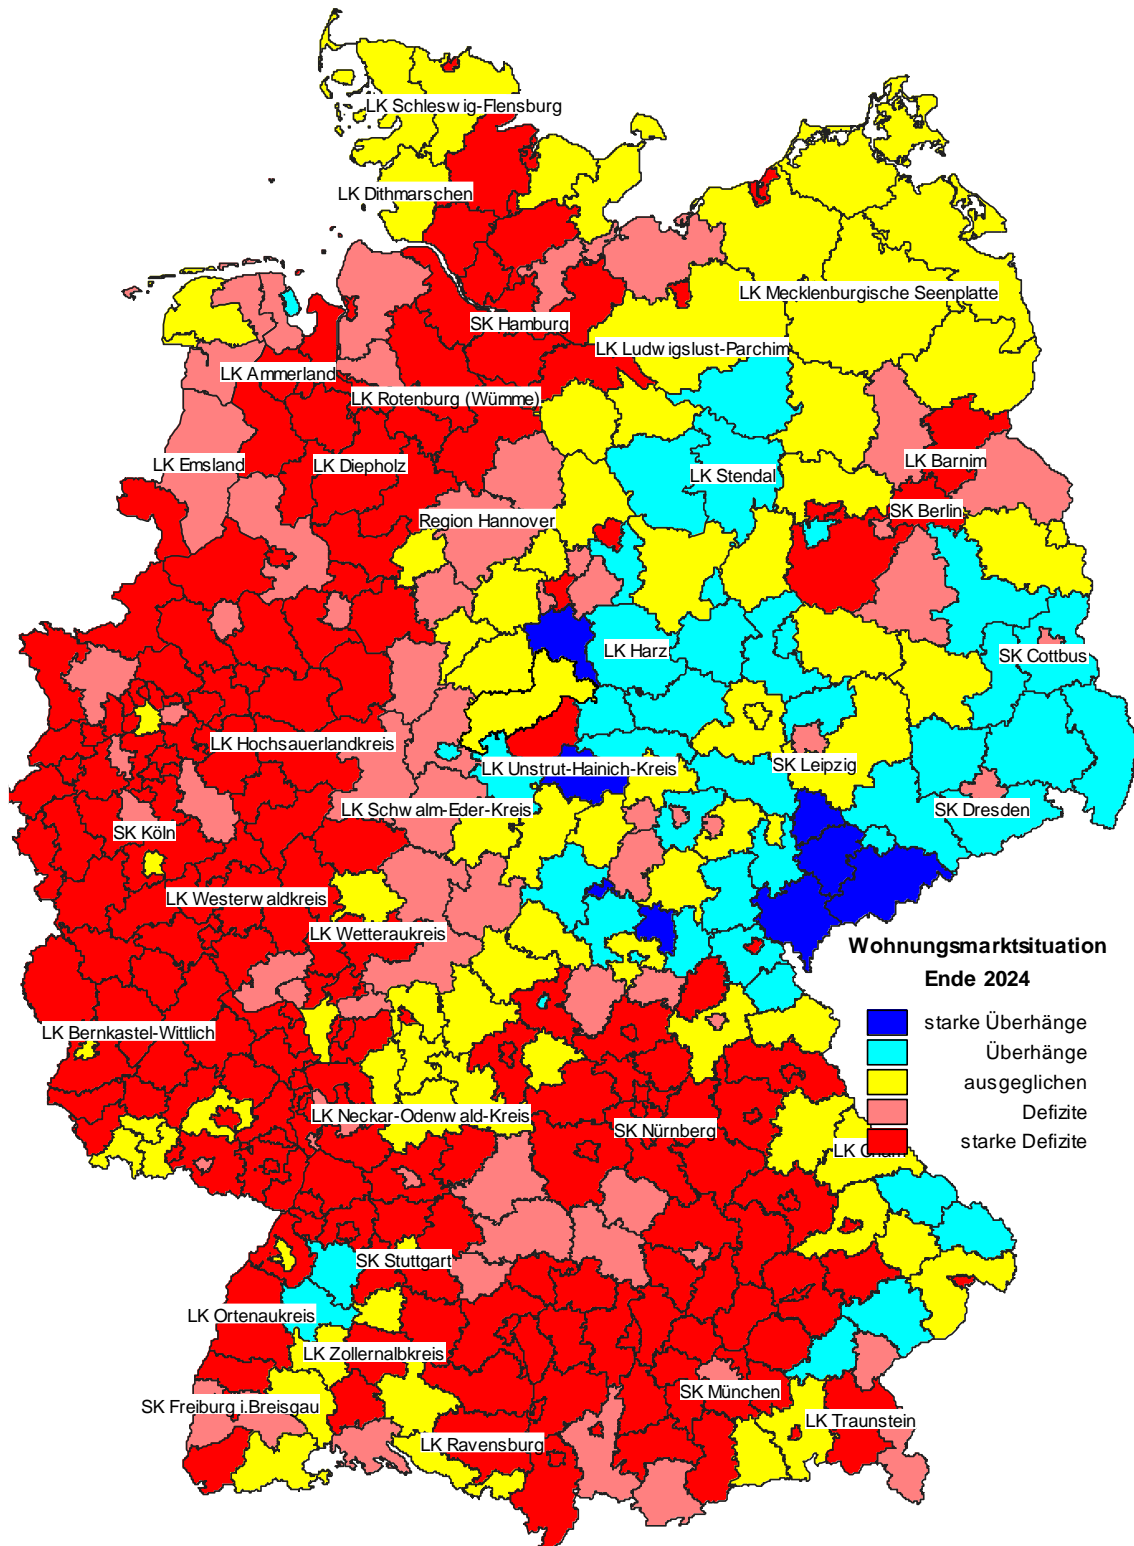 LK Schleswig-Flensburg
LK Dithmarschen
LK Mecklenburgische Seenplatte
SK Hamburg
LK Ludwigslust-Parchim
LK Ammerland
LK Rotenburg (Wümme)
LK Emsland
LK Diepholz
LK Barnim
LK Stendal
SK Berlin
Region Hannover
LK Harz
SK Cottbus
LK Hochsauerlandkreis
LK Unstrut-Hainich-Kreis
SK Leipzig
LK Schwalm-Eder-Kreis
SK Dresden
SK Köln
LK Westerwaldkreis
LK Wetteraukreis
LK Bernkastel-Wittlich
LK Neckar-Odenwald-Kreis
SK Nürnberg
LK
SK Stuttgart
LK Ortenaukreis
LK Zollernalbkreis
SK München
SK Freiburg i.Breisgau
LK Traunstein
LK Ravensburg
Wohnungsmarktsituation
Ende 2024
starke Überhänge
Überhänge
ausgeglichen
Defizite
starke Defizite